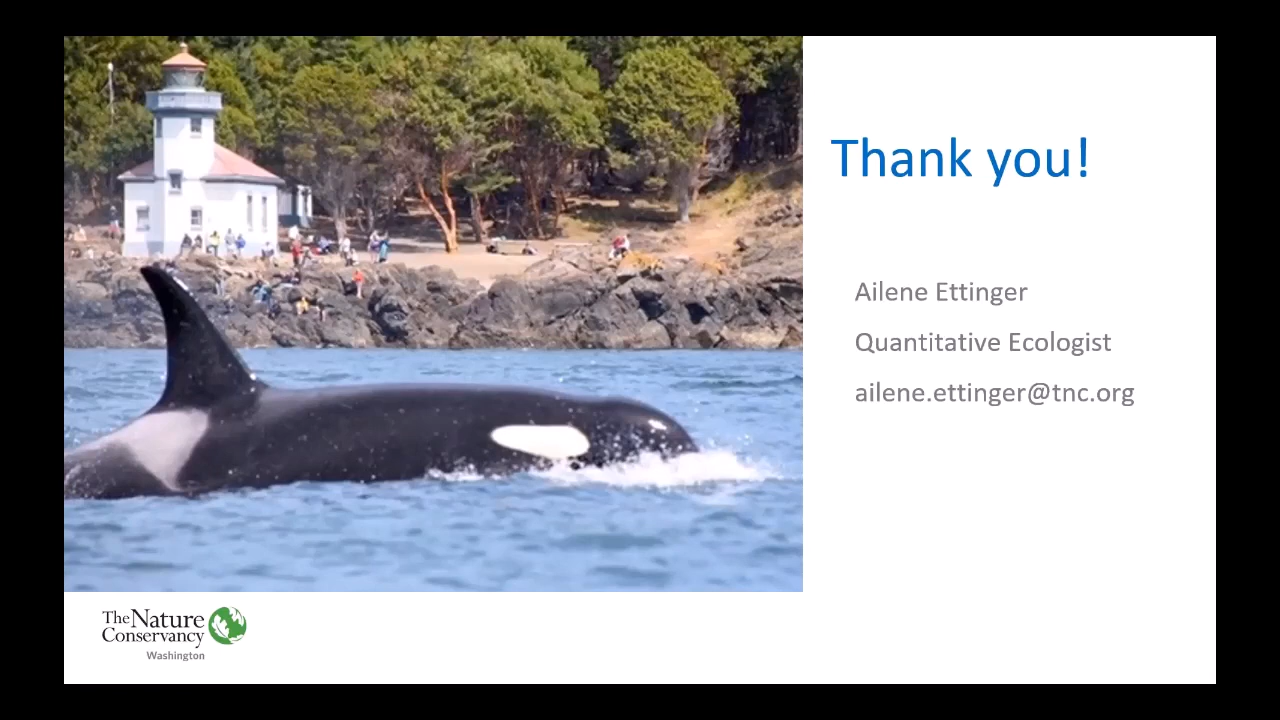 Thank you!
Ailene Ettinger
Quantitative Ecologist
ailene.ettinger@tnc.org
The Nature
Conservancy
Washington